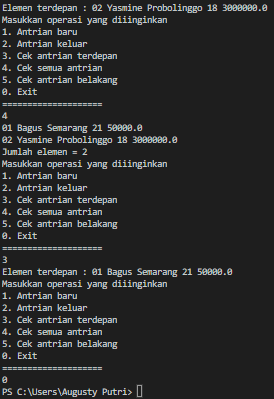 Elemen terdepan : 02 Yasmine Probolinggo 18 3000000.0
Masukkan operasi yang diiinginkan
1. Antrian baru
2. Antrian keluar
3. Cek antrian terdepan
4. Cek semua antrian
5. Cek antrian belakang
0. Exit
====================
4
01 Bagus Semarang 21 50000.0
02 Yasmine Probolinggo 18 3000000.0
Jumlah elemen = 2
Masukkan operasi yang diiinginkan
1. Antrian baru
2. Antrian keluar
3. Cek antrian terdepan
4. Cek semua antrian
5. Cek antrian belakang
0. Exit
====================
3
Elemen terdepan : 01 Bagus Semarang 21 50000.0
Masukkan operasi yang diiinginkan
1. Antrian baru
2. Antrian keluar
3. Cek antrian terdepan
4. Cek semua antrian
5. Cek antrian belakang
0. Exit
====================
0
PS C:\Users\Augusty Putri>